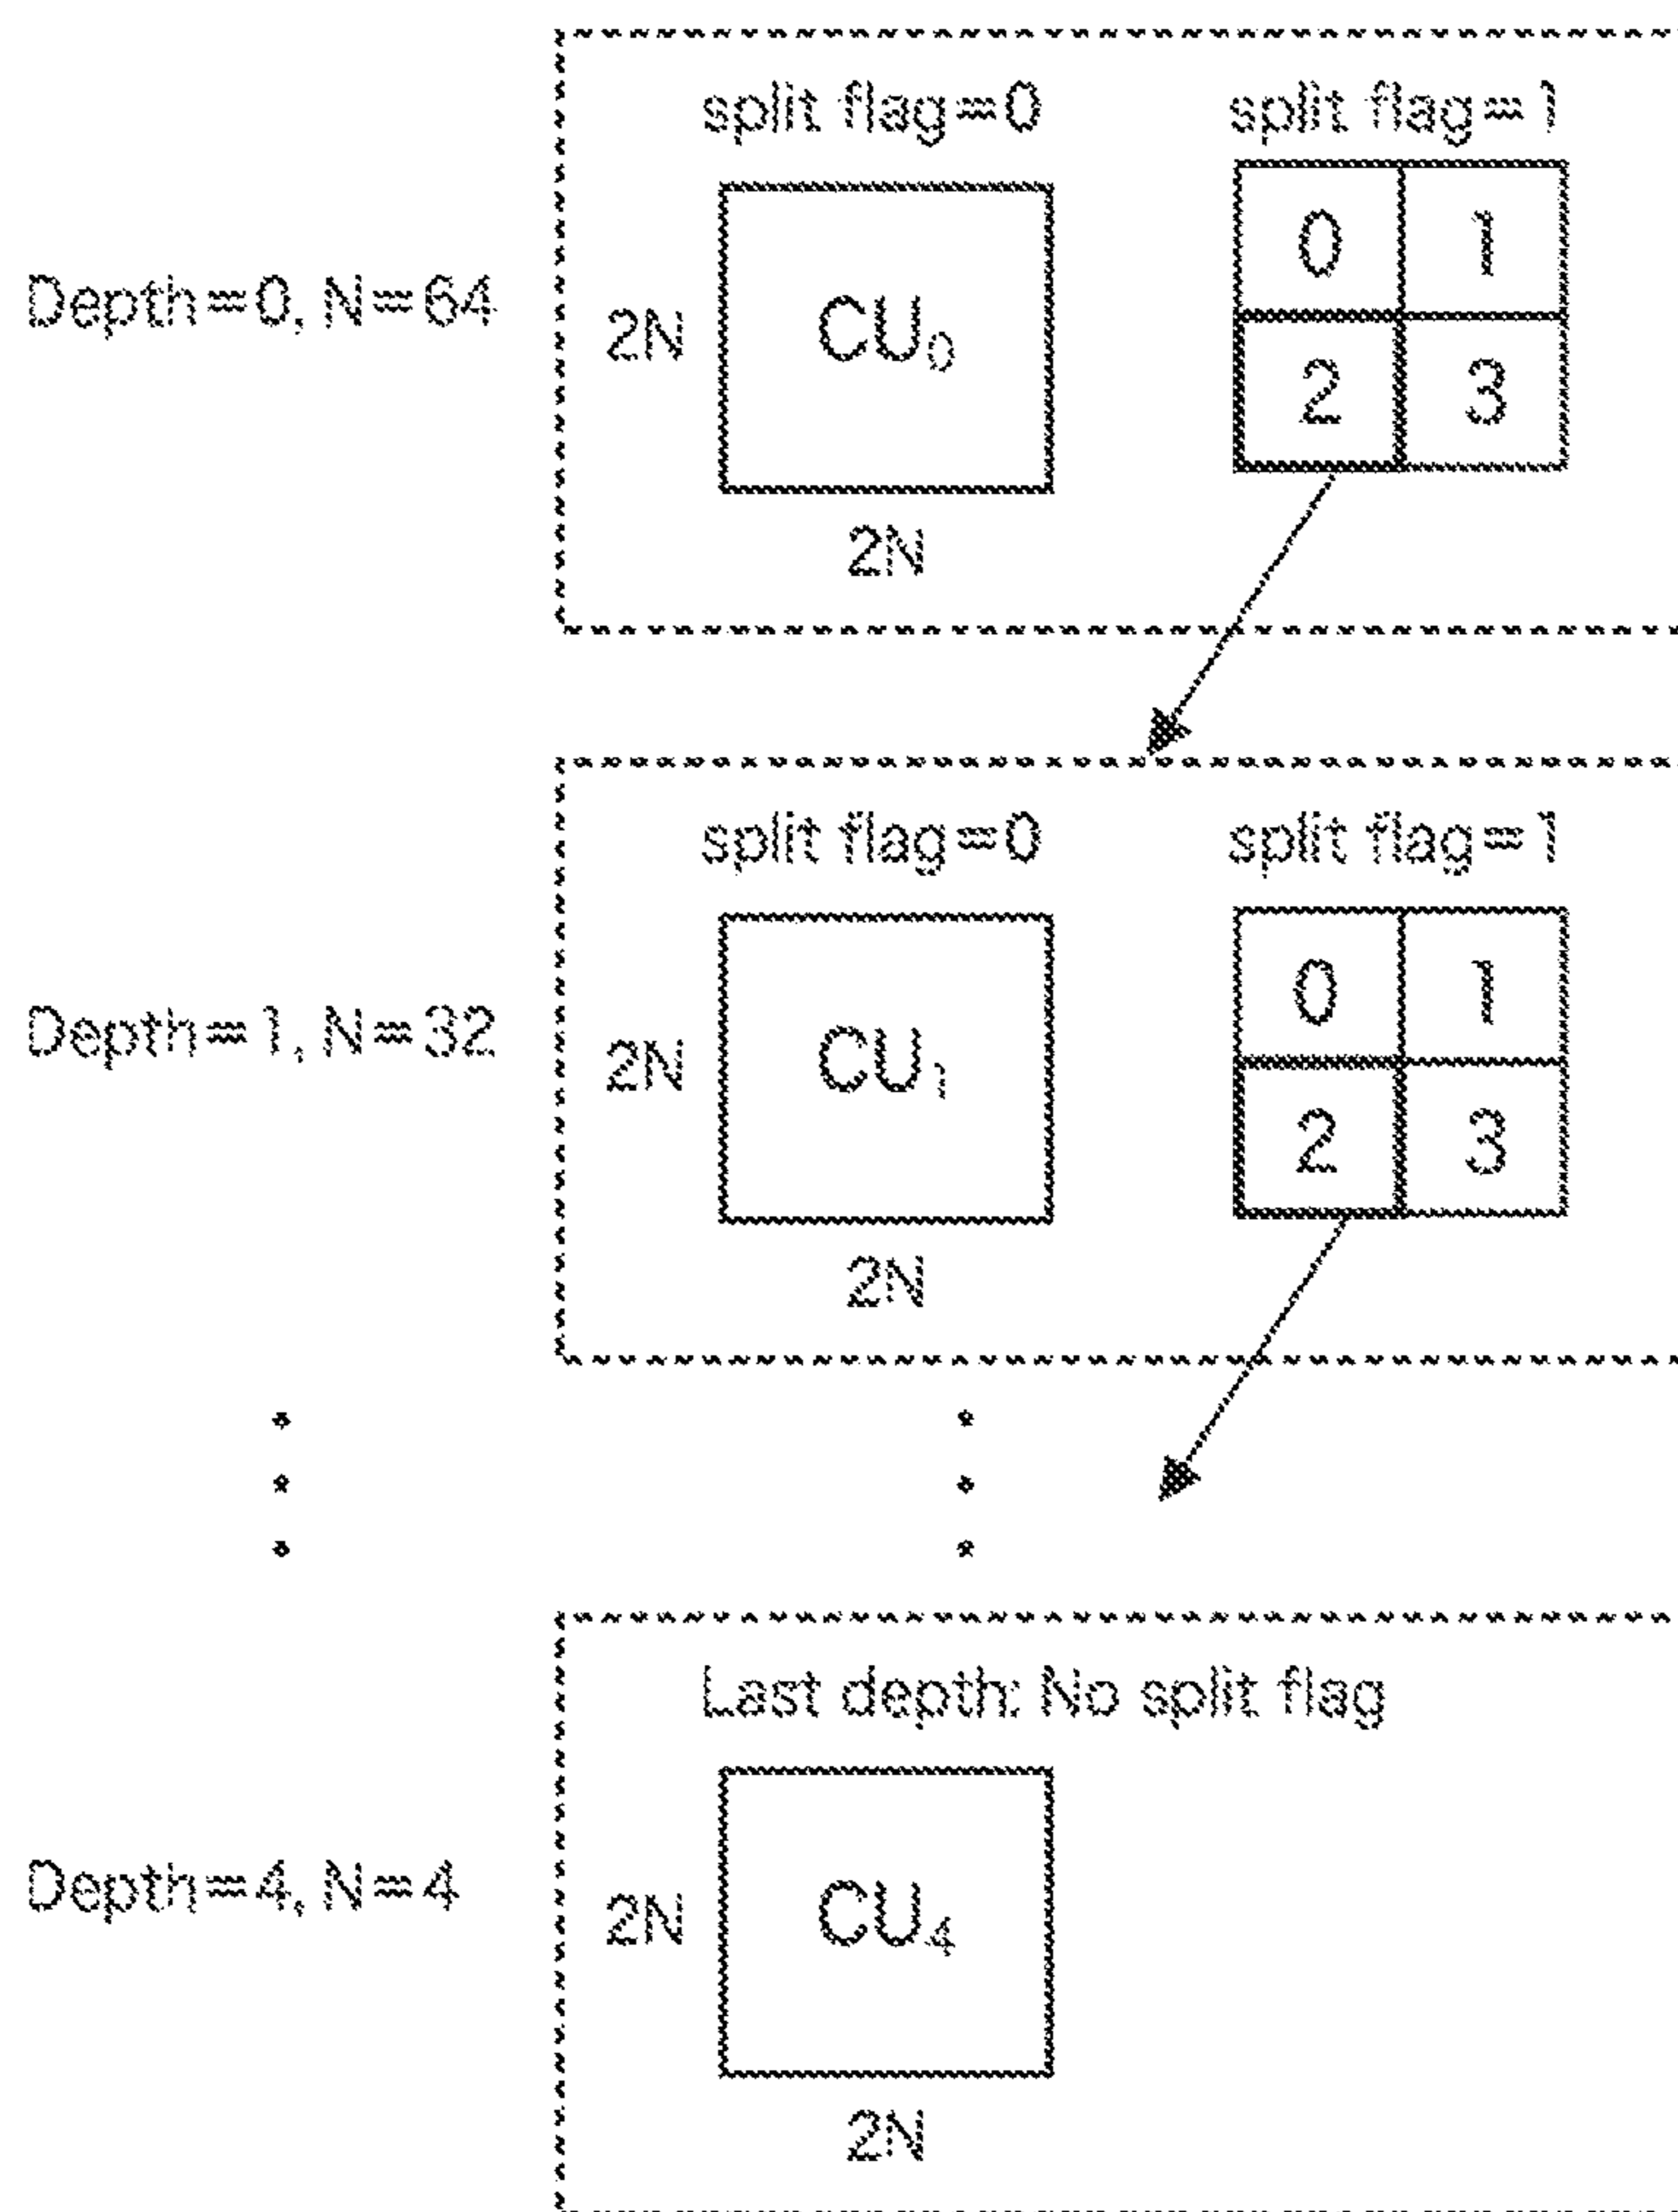 split flag=0 split flag=1
0 1
Depth=0, N=64 2N CU₀
2 3
2N
split flag=0 split flag=1
0 1
Depth=1, N=32 2N CU₁
2 3
2N
Last depth: No split flag
Depth=4, N=4 2N CU₄
2N